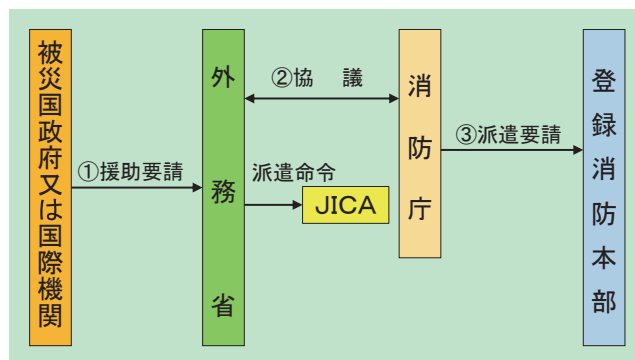 被災国政府又は国際機関
①援助要請
外務省
②協議
派遣命令
JICA
消防庁
③派遣要請
登録消防本部